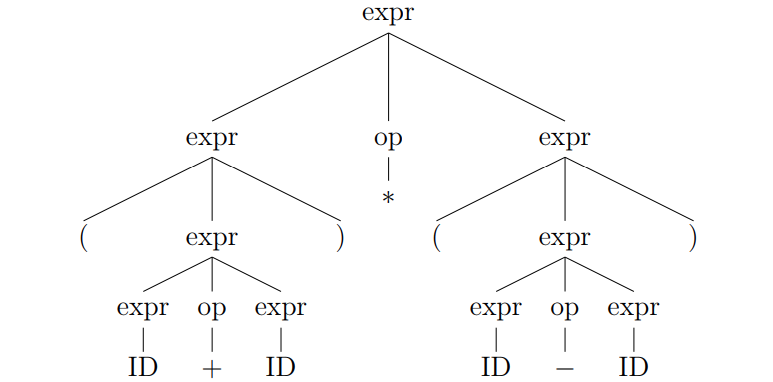 expr
expr op expr
*
( expr ) ( expr )
expr op expr expr op expr
ID + ID ID − ID